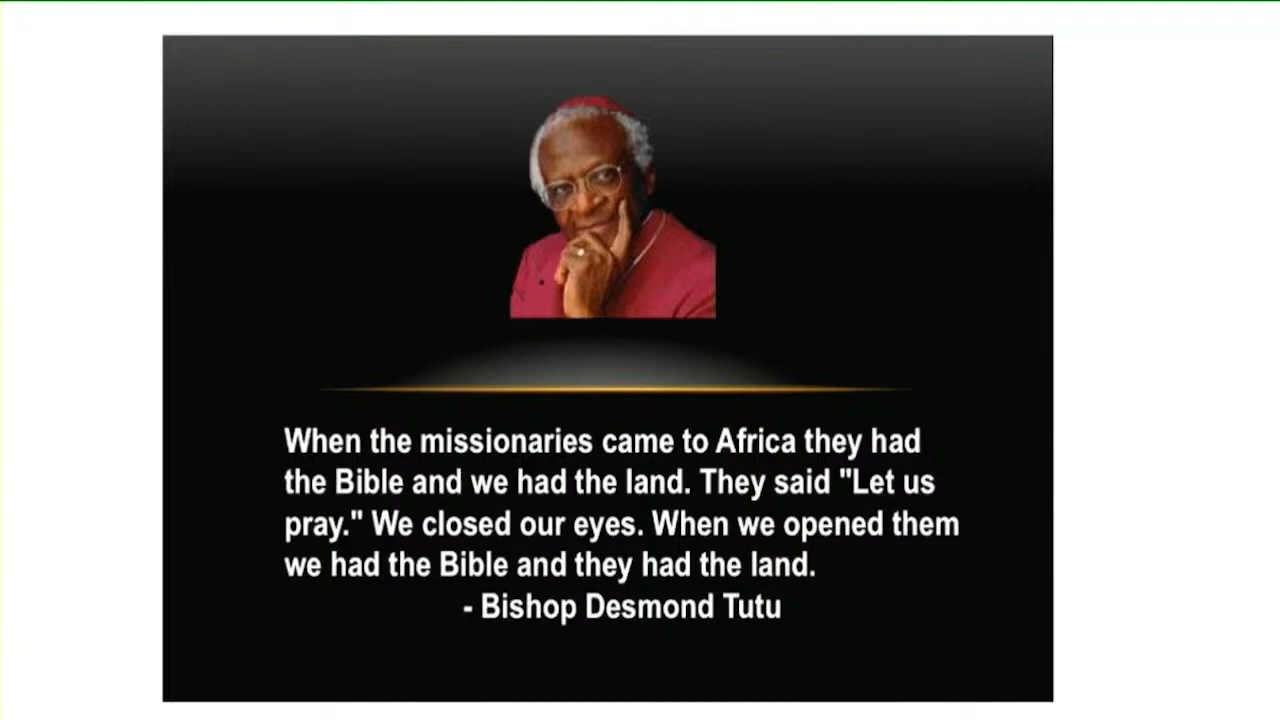 When the missionaries came to Africa they had
the Bible and we had the land. They said "Let us
pray." We closed our eyes. When we opened them
we had the Bible and they had the land.
- Bishop Desmond Tutu